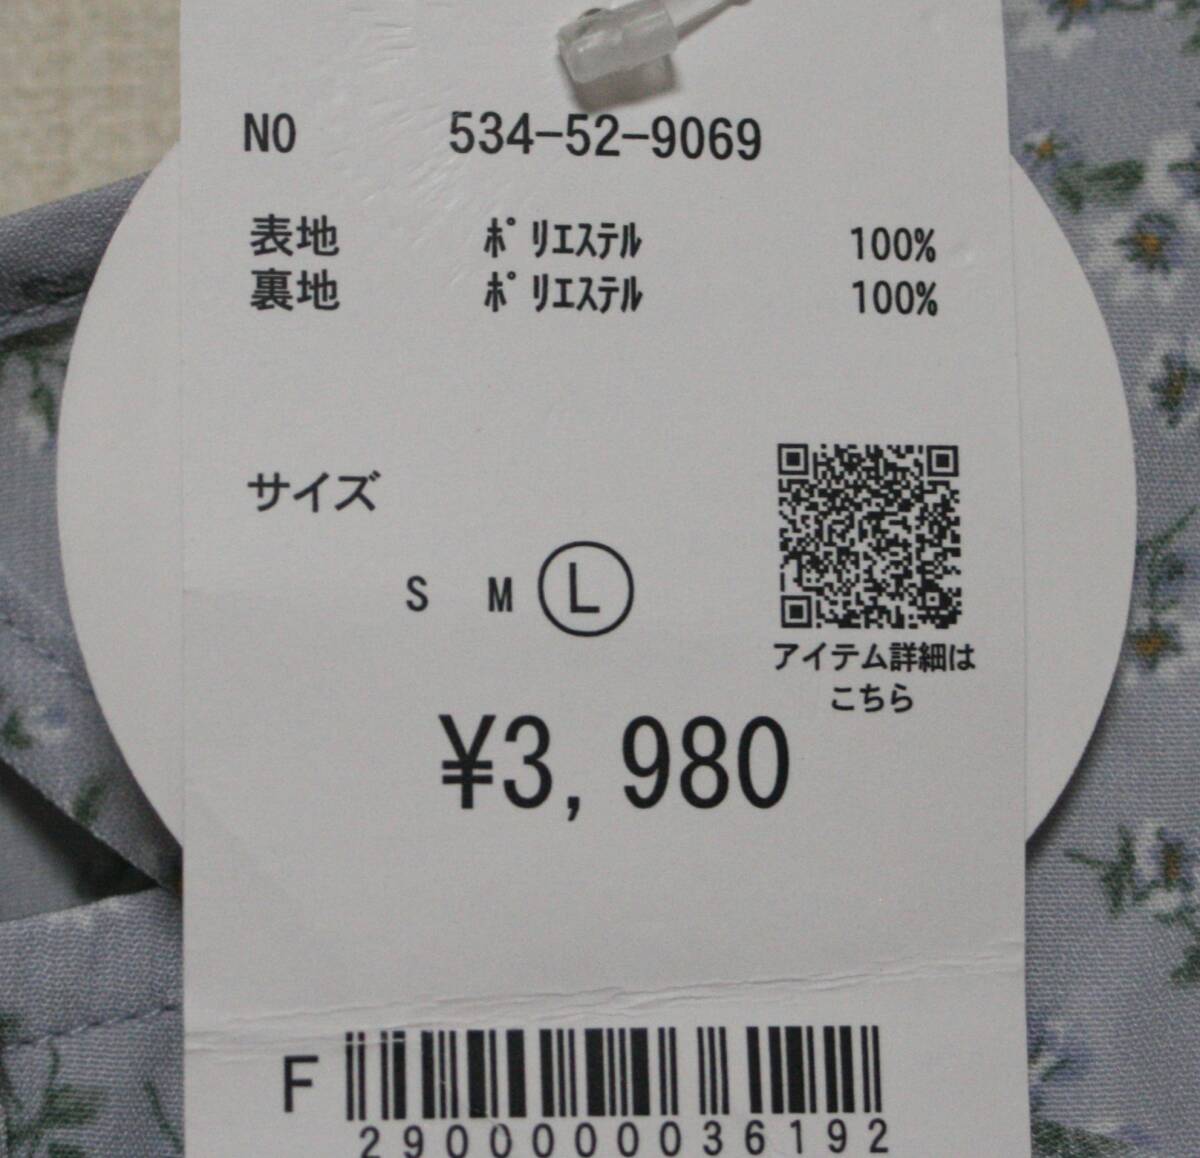 NO 534-52-9069
表地 ﾎﾟﾘｴｽﾃﾙ 100%
裏地 ﾎﾟﾘｴｽﾃﾙ 100%
サイズ
S M L
アイテム詳細は
こちら
¥3,980
F
2900000036192